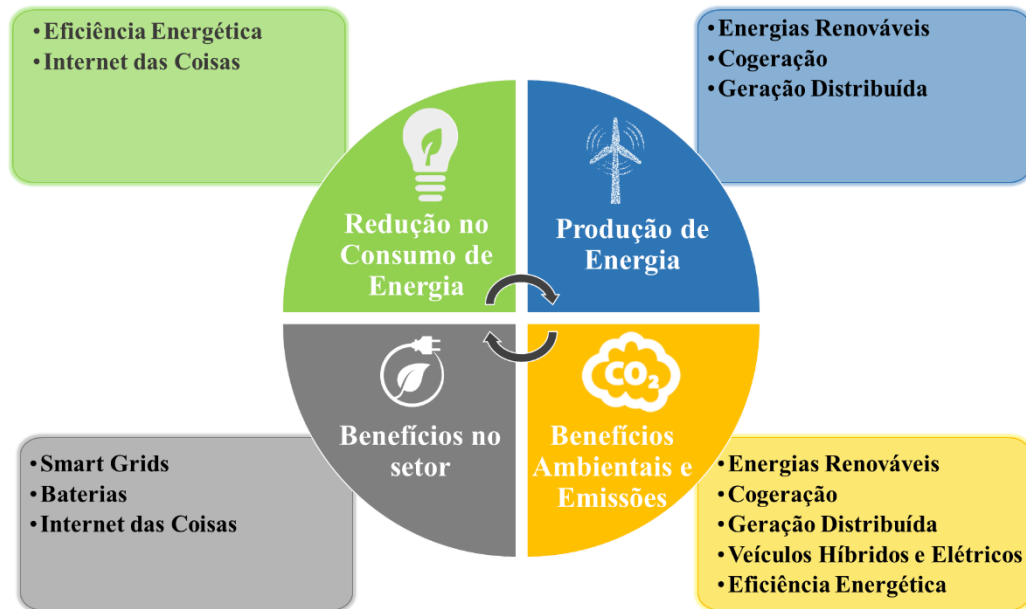 • Eficiência Energética
• Internet das Coisas
• Energias Renováveis
• Cogeração
• Geração Distribuída
Redução no
Consumo de
Energia
Produção de
Energia
Benefícios no
setor
CO2
Benefícios
Ambientais e
Emissões
• Smart Grids
• Baterias
• Internet das Coisas
• Energias Renováveis
• Cogeração
• Geração Distribuída
• Veículos Híbridos e Elétricos
• Eficiência Energética